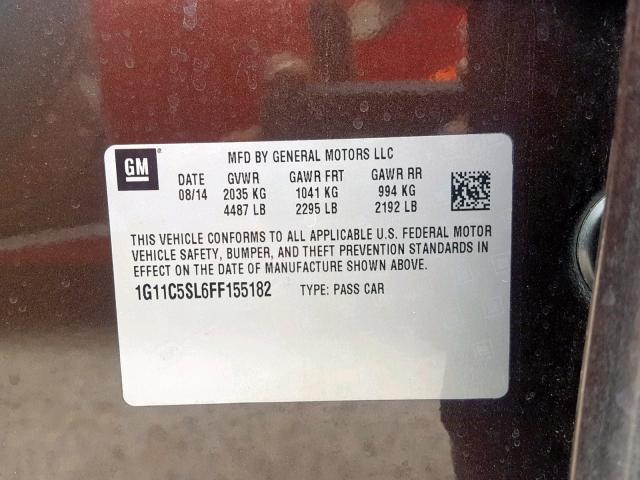 GM
MFD BY GENERAL MOTORS LLC
DATE GVWR GAWR FRT GAWR RR
08/14 2035 KG 1041 KG 994 KG
4487 LB 2295 LB 2192 LB
THIS VEHICLE CONFORMS TO ALL APPLICABLE U.S. FEDERAL MOTOR
VEHICLE SAFETY, BUMPER, AND THEFT PREVENTION STANDARDS IN
EFFECT ON THE DATE OF MANUFACTURE SHOWN ABOVE.
1G11C5SL6FF155182 TYPE: PASS CAR